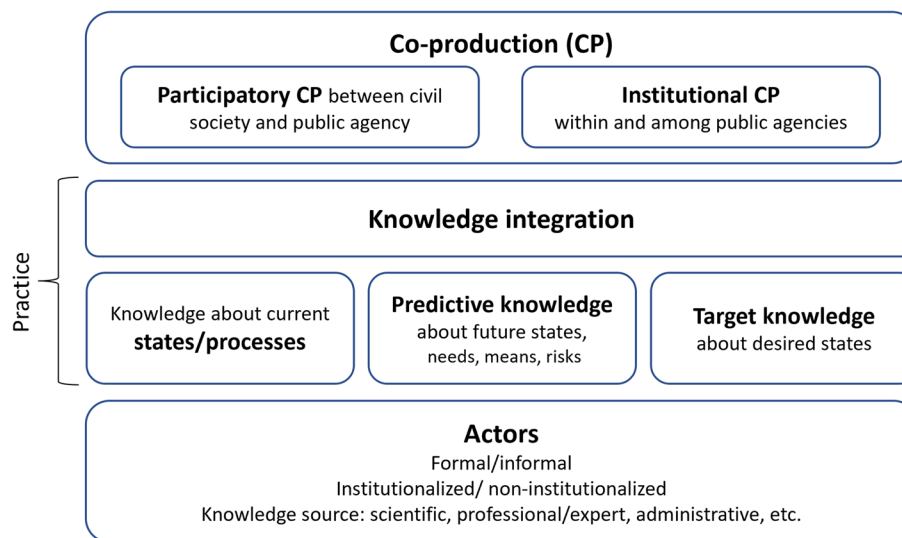 Co-production (CP)
Participatory CP between civil
society and public agency
Institutional CP
within and among public agencies
Practice
Knowledge integration
Knowledge about current
states/processes
Predictive knowledge
about future states,
needs, means, risks
Target knowledge
about desired states
Actors
Formal/informal
Institutionalized/ non-institutionalized
Knowledge source: scientific, professional/expert, administrative, etc.